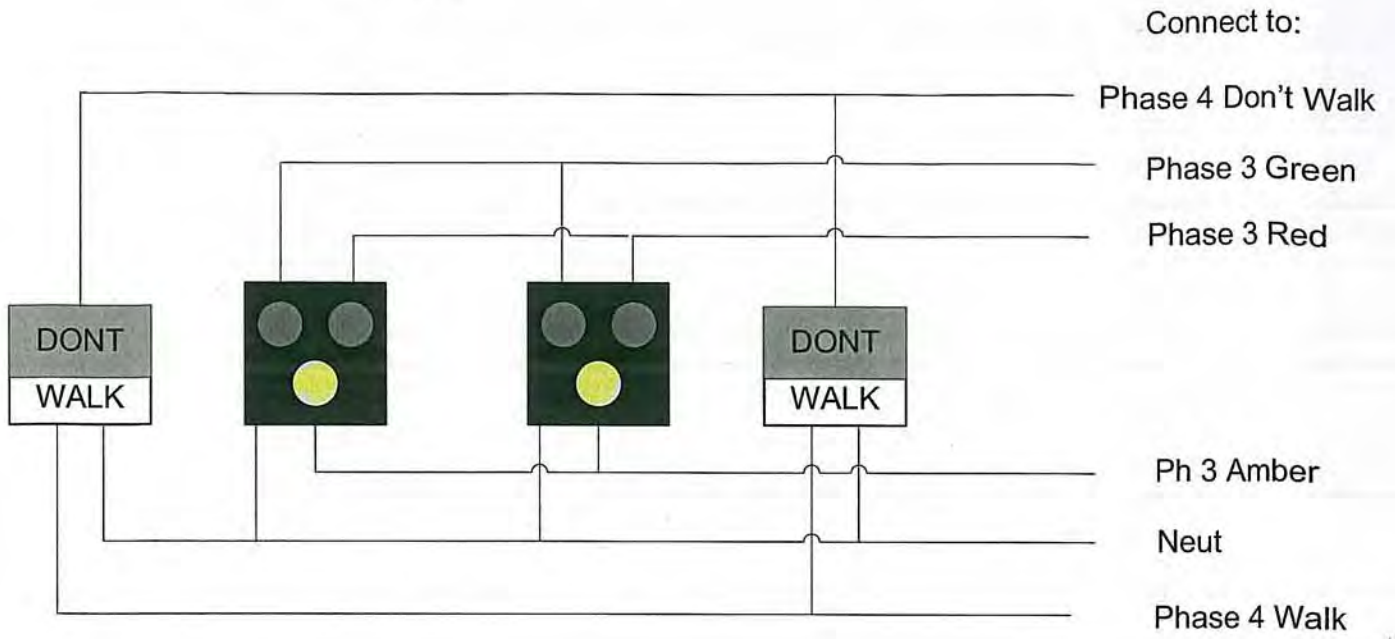 Connect to:
Phase 4 Don't Walk
Phase 3 Green
Phase 3 Red
DONT
WALK
DONT
WALK
Ph 3 Amber
Neut
Phase 4 Walk